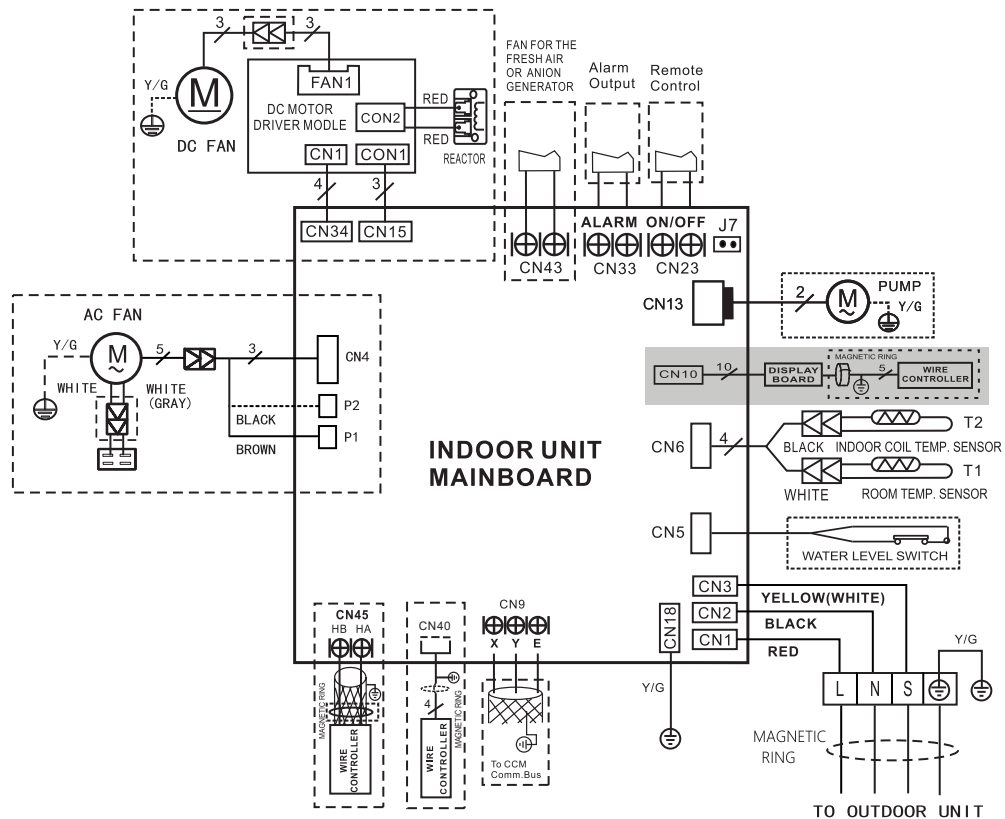 3
3
Y/G
M
DC FAN
FAN1
DC MOTOR
DRIVER MODLE
CON2
RED
RED
REACTOR
CN1
CON1
4
3
CN34
CN15
FAN FOR THE
FRESH AIR
OR ANION
GENERATOR
Alarm
Output
Remote
Control
CN43
ALARM
CN33
ON/OFF
CN23
J7
CN13
2
M
PUMP
Y/G
AC FAN
Y/G
M
5
3
CN4
WHITE
WHITE
(GRAY)
BLACK
P2
BROWN
P1
INDOOR UNIT
MAINBOARD
CN10
10
DISPLAY
BOARD
MAGNETIC RING
5
WIRE
CONTROLLER
CN6
4
T2
BLACK
INDOOR COIL TEMP. SENSOR
T1
WHITE
ROOM TEMP. SENSOR
CN5
WATER LEVEL SWITCH
CN3
YELLOW(WHITE)
CN2
BLACK
CN1
RED
CN18
Y/G
Y/G
L N S
MAGNETIC
RING
TO OUTDOOR UNIT
CN45
HB HA
MAGNETIC RING
WIRE
CONTROLLER
CN40
4
MAGNETIC RING
WIRE
CONTROLLER
CN9
X Y E
To CCM
Comm.Bus